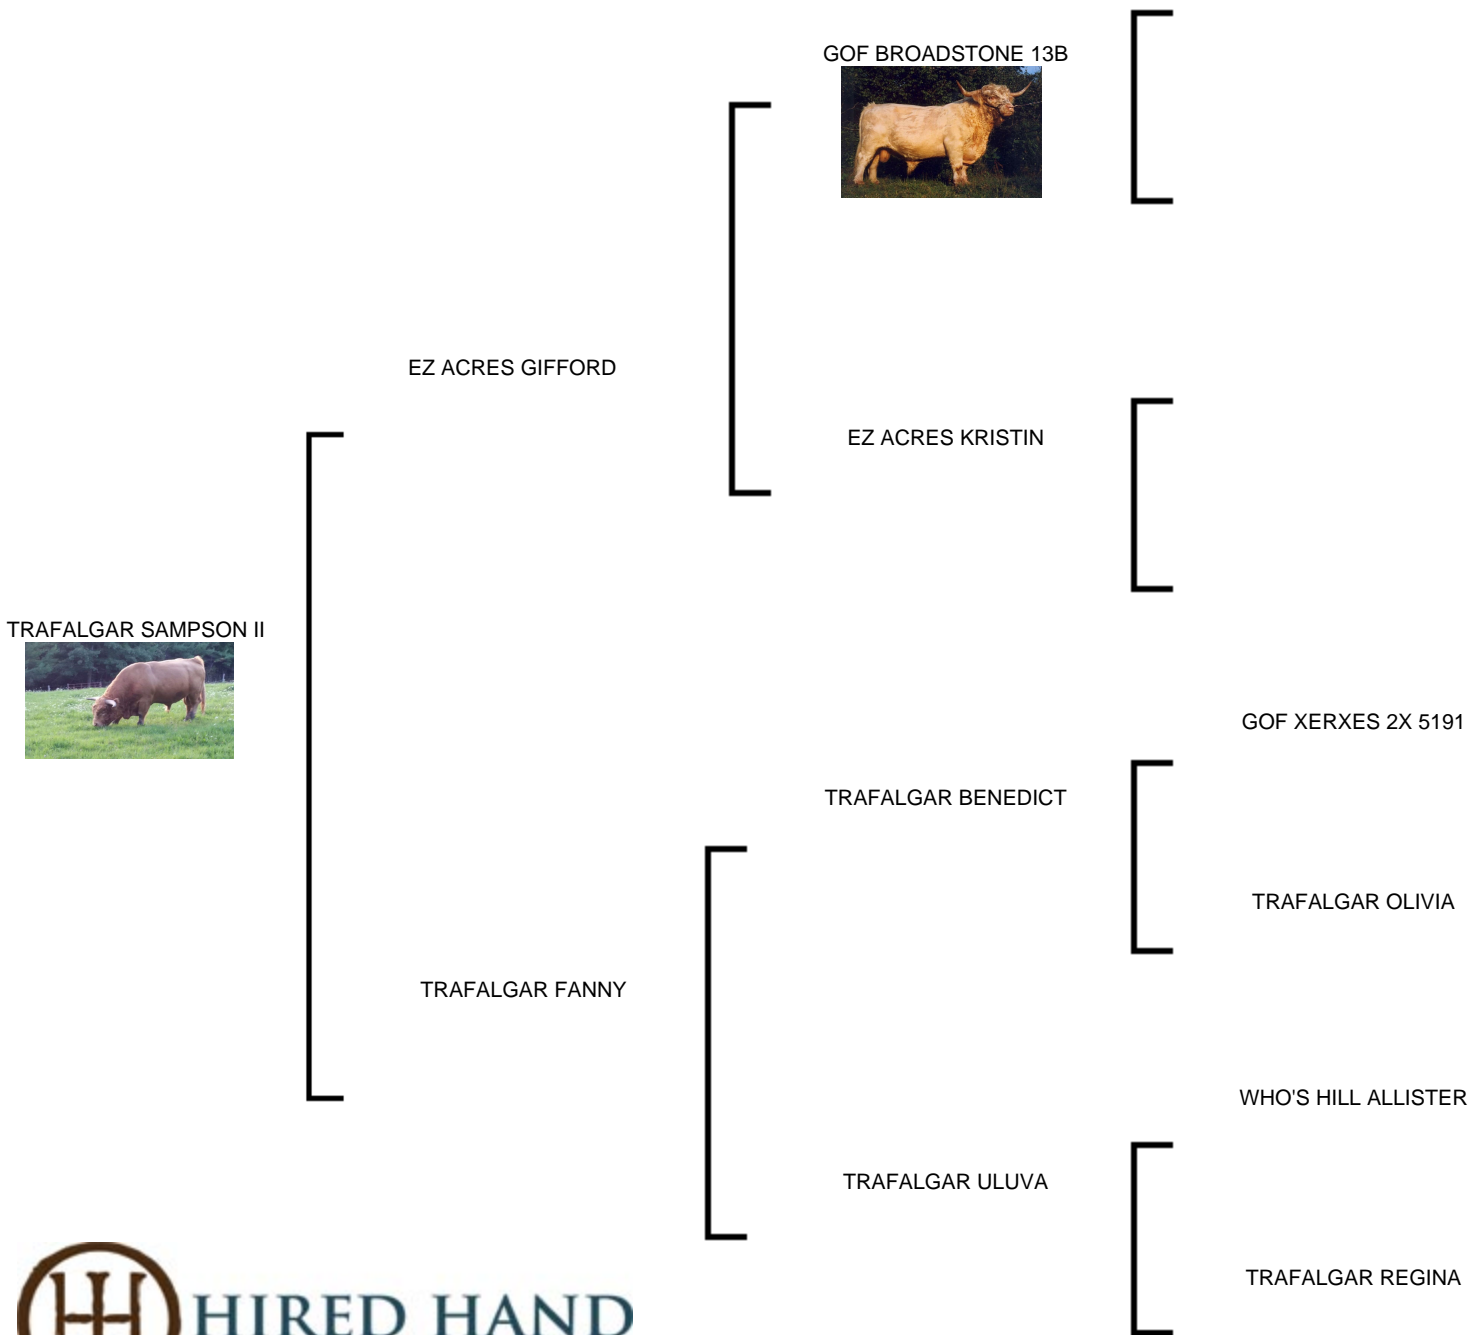 GOF BROADSTONE 13B
EZ ACRES GIFFORD
EZ ACRES KRISTIN
TRAFALGAR SAMPSON II
GOF XERXES 2X 5191
TRAFALGAR BENEDICT
TRAFALGAR OLIVIA
TRAFALGAR FANNY
WHO'S HILL ALLISTER
TRAFALGAR ULUVA
TRAFALGAR REGINA
HIRED HAND